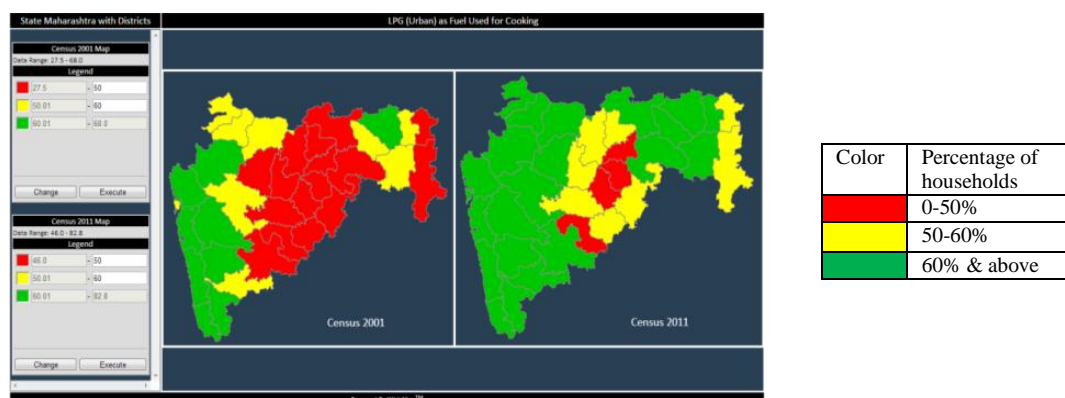 State Maharashtra with Districts
LPG (Urban) as Fuel Used for Cooking
Census 2001 Map
Data Range: 27.5 - 68.0
Legend
27.5 - 50
50.01 - 60
60.01 - 68.0
Change Execute
Census 2011 Map
Data Range: 46.0 - 82.8
Legend
46.0 - 50
50.01 - 60
60.01 - 82.8
Change Execute
Census 2001
Census 2011
Color Percentage of
households
0-50%
50-60%
60% & above